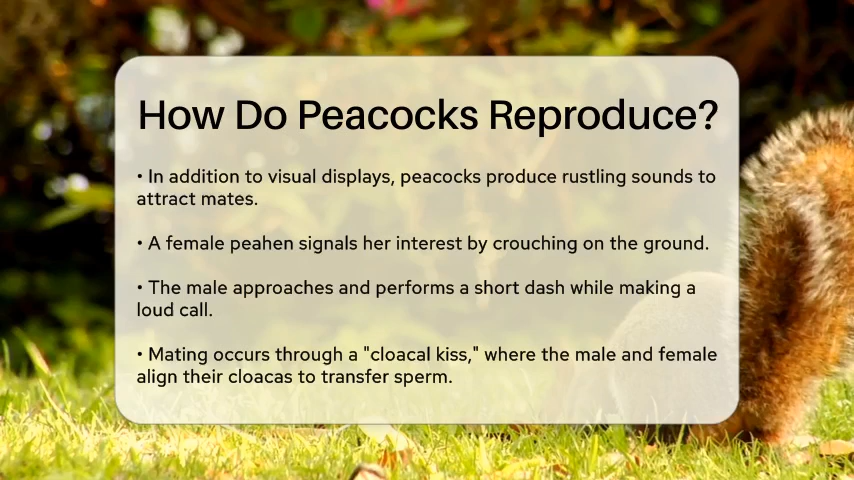 How Do Peacocks Reproduce?
• In addition to visual displays, peacocks produce rustling sounds to
attract mates.
• A female peahen signals her interest by crouching on the ground.
• The male approaches and performs a short dash while making a
loud call.
• Mating occurs through a "cloacal kiss," where the male and female
align their cloacas to transfer sperm.